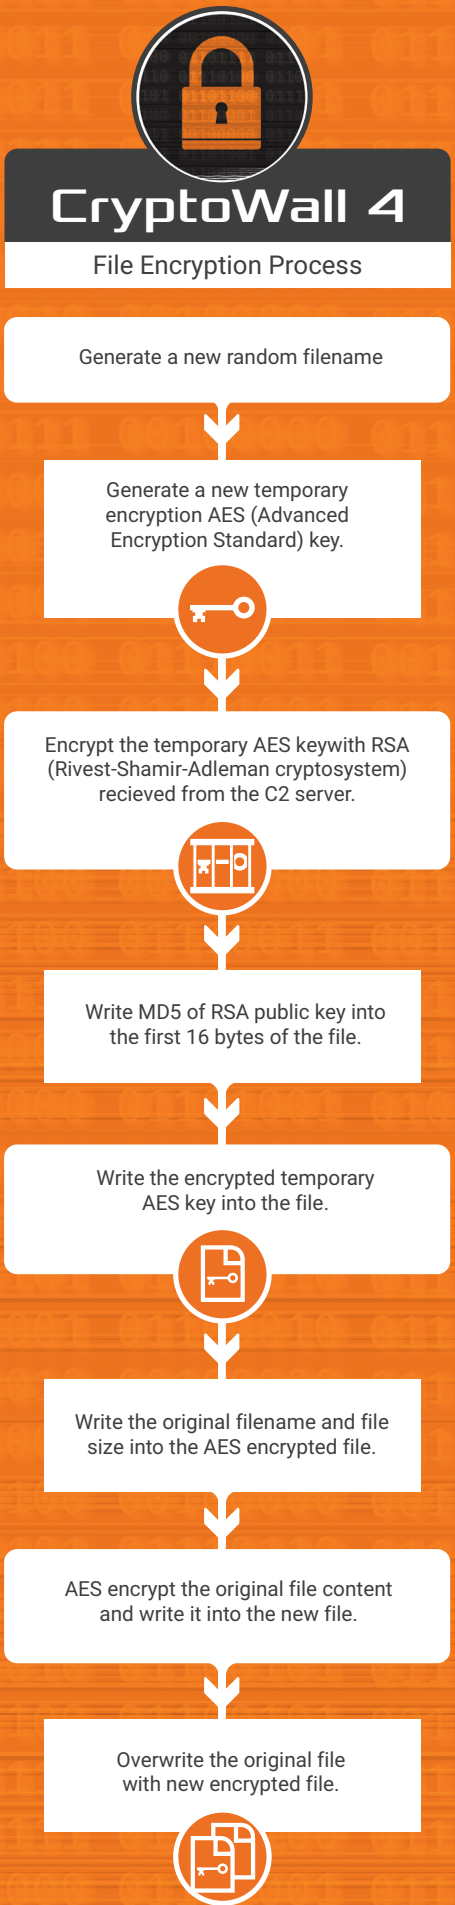 CryptoWall 4
File Encryption Process
Generate a new random filename
Generate a new temporary
encryption AES (Advanced
Encryption Standard) key.
Encrypt the temporary AES keywith RSA
(Rivest-Shamir-Adleman cryptosystem)
recieved from the C2 server.
Write MD5 of RSA public key into
the first 16 bytes of the file.
Write the encrypted temporary
AES key into the file.
Write the original filename and file
size into the AES encrypted file.
AES encrypt the original file content
and write it into the new file.
Overwrite the original file
with new encrypted file.